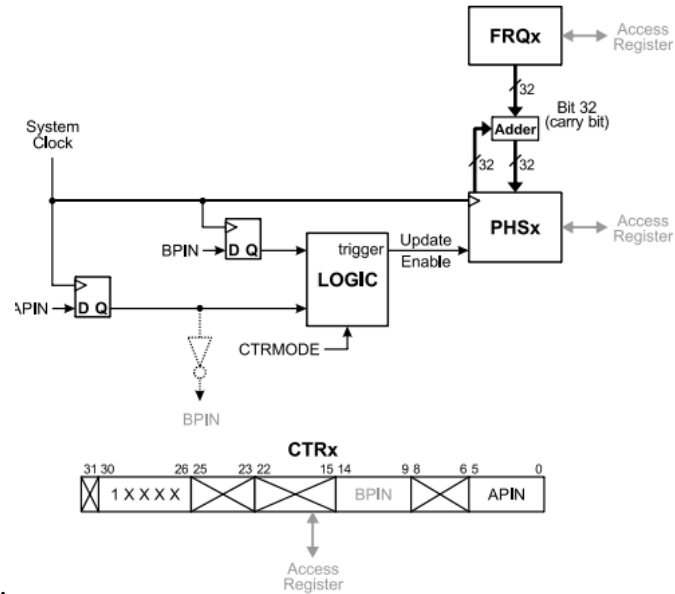 FRQx
Access
Register
32
Bit 32
(carry bit)
System
Clock
Adder
32
32
PHSx
Access
Register
BPIN
D Q
trigger
LOGIC
Update
Enable
APIN
D Q
CTRMODE
BPIN
CTRx
31 30 26 25 23 22 15 14 9 8 6 5 0
1 X X X X BPIN APIN
Access
Register
.